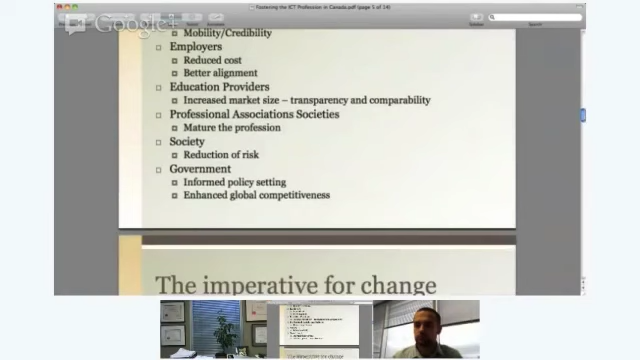 Fostering the ICT Profession in Canada.pdf (page 5 of 14)
Google+
Search
Mobility/Credibility
Employers
Reduced cost
Better alignment
Education Providers
Increased market size – transparency and comparability
Professional Associations Societies
Mature the profession
Society
Reduction of risk
Government
Informed policy setting
Enhanced global competitiveness
The imperative for change